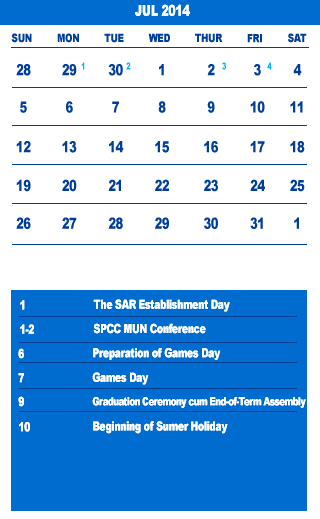 JUL 2014
SUN MON TUE WED THUR FRI SAT
28 29 1 30 2 1 2 3 3 4 4
5 6 7 8 9 10 11
12 13 14 15 16 17 18
19 20 21 22 23 24 25
26 27 28 29 30 31 1
1 The SAR Establishment Day
1-2 SPCC MUN Conference
6 Preparation of Games Day
7 Games Day
9 Graduation Ceremony cum End-of-Term Assembly
10 Beginning of Sumer Holiday